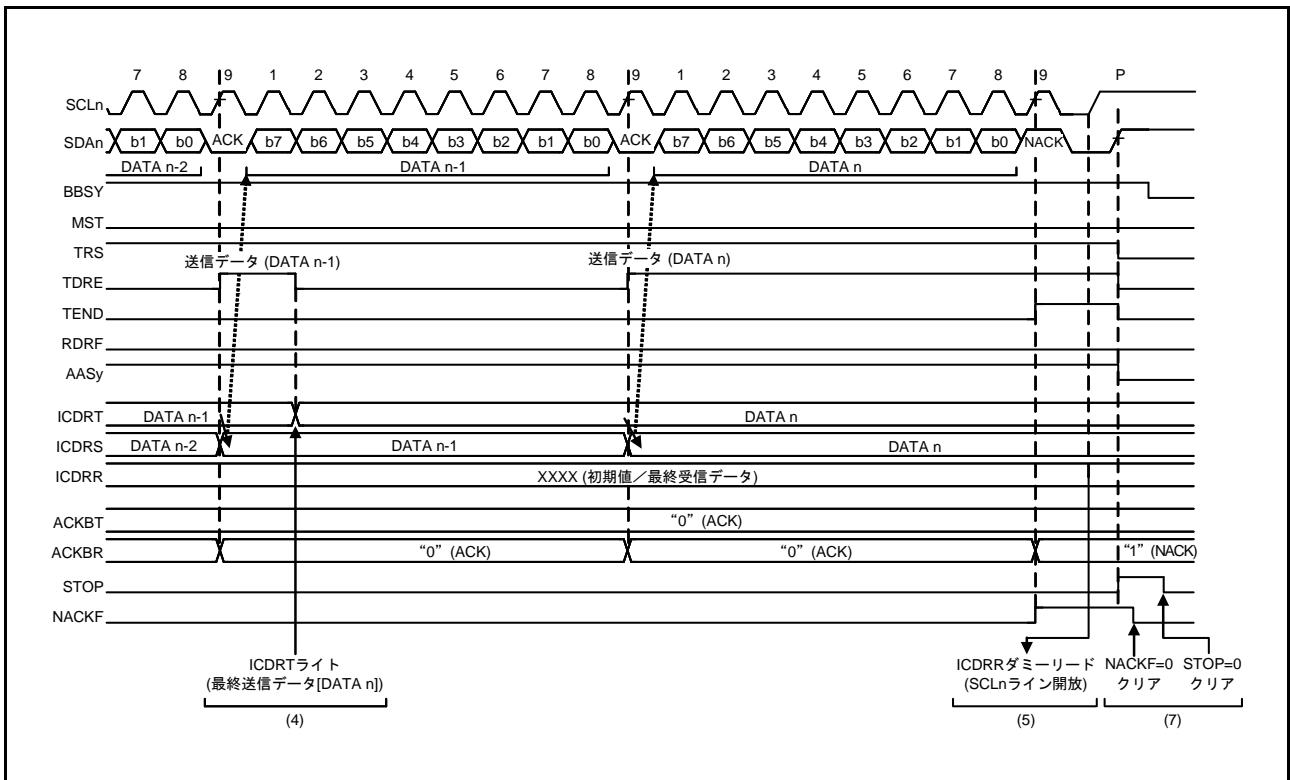 7 8 9 1 2 3 4 5 6 7 8 9 1 2 3 4 5 6 7 8 9 P
SCLn
SDAn b1 b0 ACK b7 b6 b5 b4 b3 b2 b1 b0 ACK b7 b6 b5 b4 b3 b2 b1 b0 NACK
DATA n-2 DATA n-1 DATA n
BBSY
MST
TRS
送信データ (DATA n-1) 送信データ (DATA n)
TDRE
TEND
RDRF
AASy
ICDRT DATA n-1 DATA n
ICDRS DATA n-2 DATA n-1 DATA n
ICDRR XXXX (初期値／最終受信データ)
ACKBT “0” (ACK)
ACKBR “0” (ACK) “0” (ACK) “1” (NACK)
STOP
NACKF
ICDRTライト
(最終送信データ[DATA n])
(4)
ICDRRダミーリード
(SCLnライン開放)
(5)
NACKF=0
クリア
STOP=0
クリア
(7)